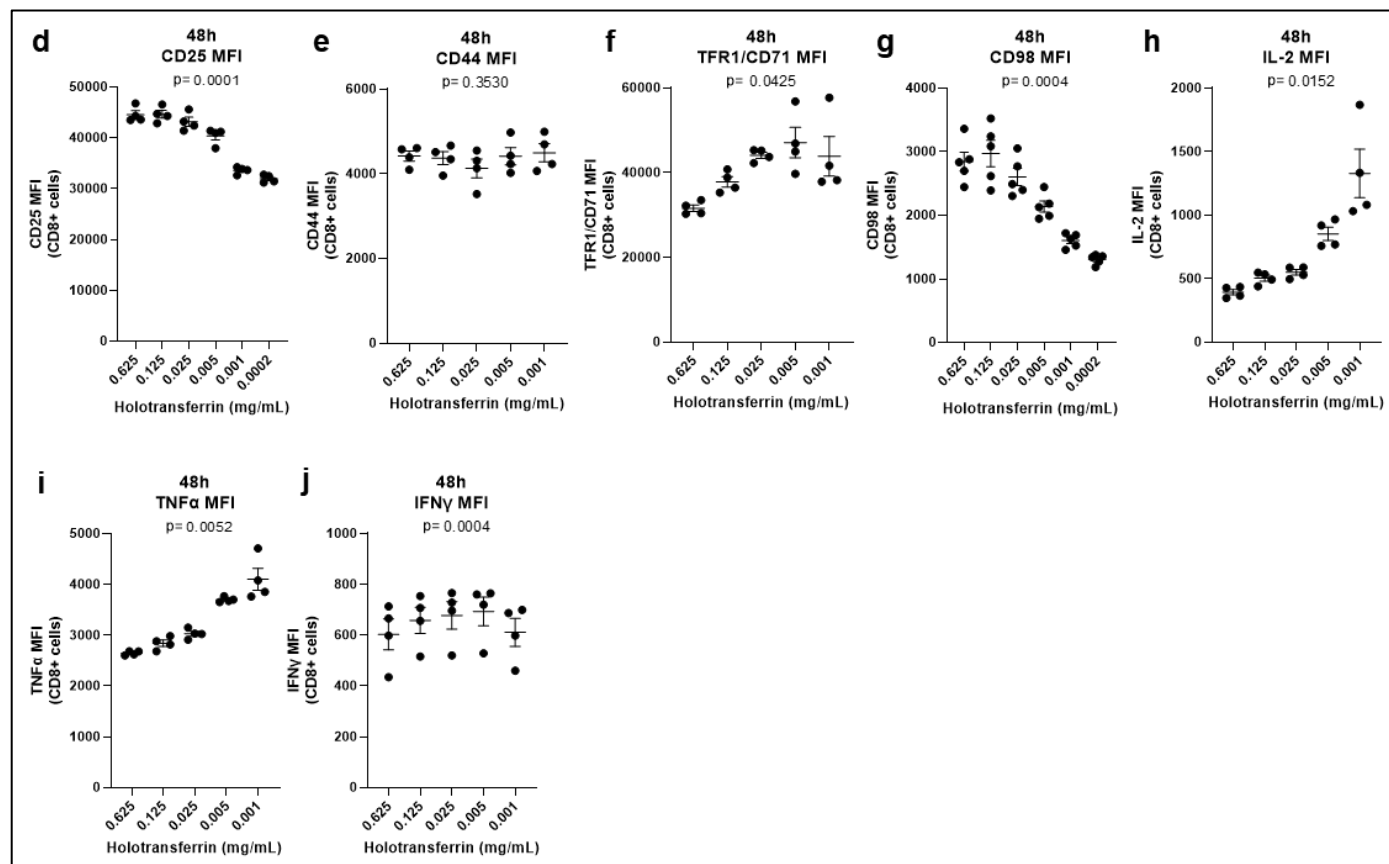 d
48h
CD25 MFI
p= 0.0001
CD25 MFI
(CD8+ cells)
50000
40000
30000
20000
10000
0
0.625
0.125
0.025
0.005
0.001
0.0002
Holotransferrin (mg/mL)
e
48h
CD44 MFI
p= 0.3530
CD44 MFI
(CD8+ cells)
6000
4000
2000
0
0.625
0.125
0.025
0.005
0.001
Holotransferrin (mg/mL)
f
48h
TFR1/CD71 MFI
p= 0.0425
TFR1/CD71 MFI
(CD8+ cells)
60000
40000
20000
0
0.625
0.125
0.025
0.005
0.001
Holotransferrin (mg/mL)
g
48h
CD98 MFI
p= 0.0004
CD98 MFI
(CD8+ cells)
4000
3000
2000
1000
0
0.625
0.125
0.025
0.005
0.001
0.0002
Holotransferrin (mg/mL)
h
48h
IL-2 MFI
p= 0.0152
IL-2 MFI
(CD8+ cells)
2000
1500
1000
500
0
0.625
0.125
0.025
0.005
0.001
Holotransferrin (mg/mL)
i
48h
TNFα MFI
p= 0.0052
TNFα MFI
(CD8+ cells)
5000
4000
3000
2000
1000
0
0.625
0.125
0.025
0.005
0.001
Holotransferrin (mg/mL)
j
48h
IFNγ MFI
p= 0.0004
IFNγ MFI
(CD8+ cells)
1000
800
600
400
200
0
0.625
0.125
0.025
0.005
0.001
Holotransferrin (mg/mL)